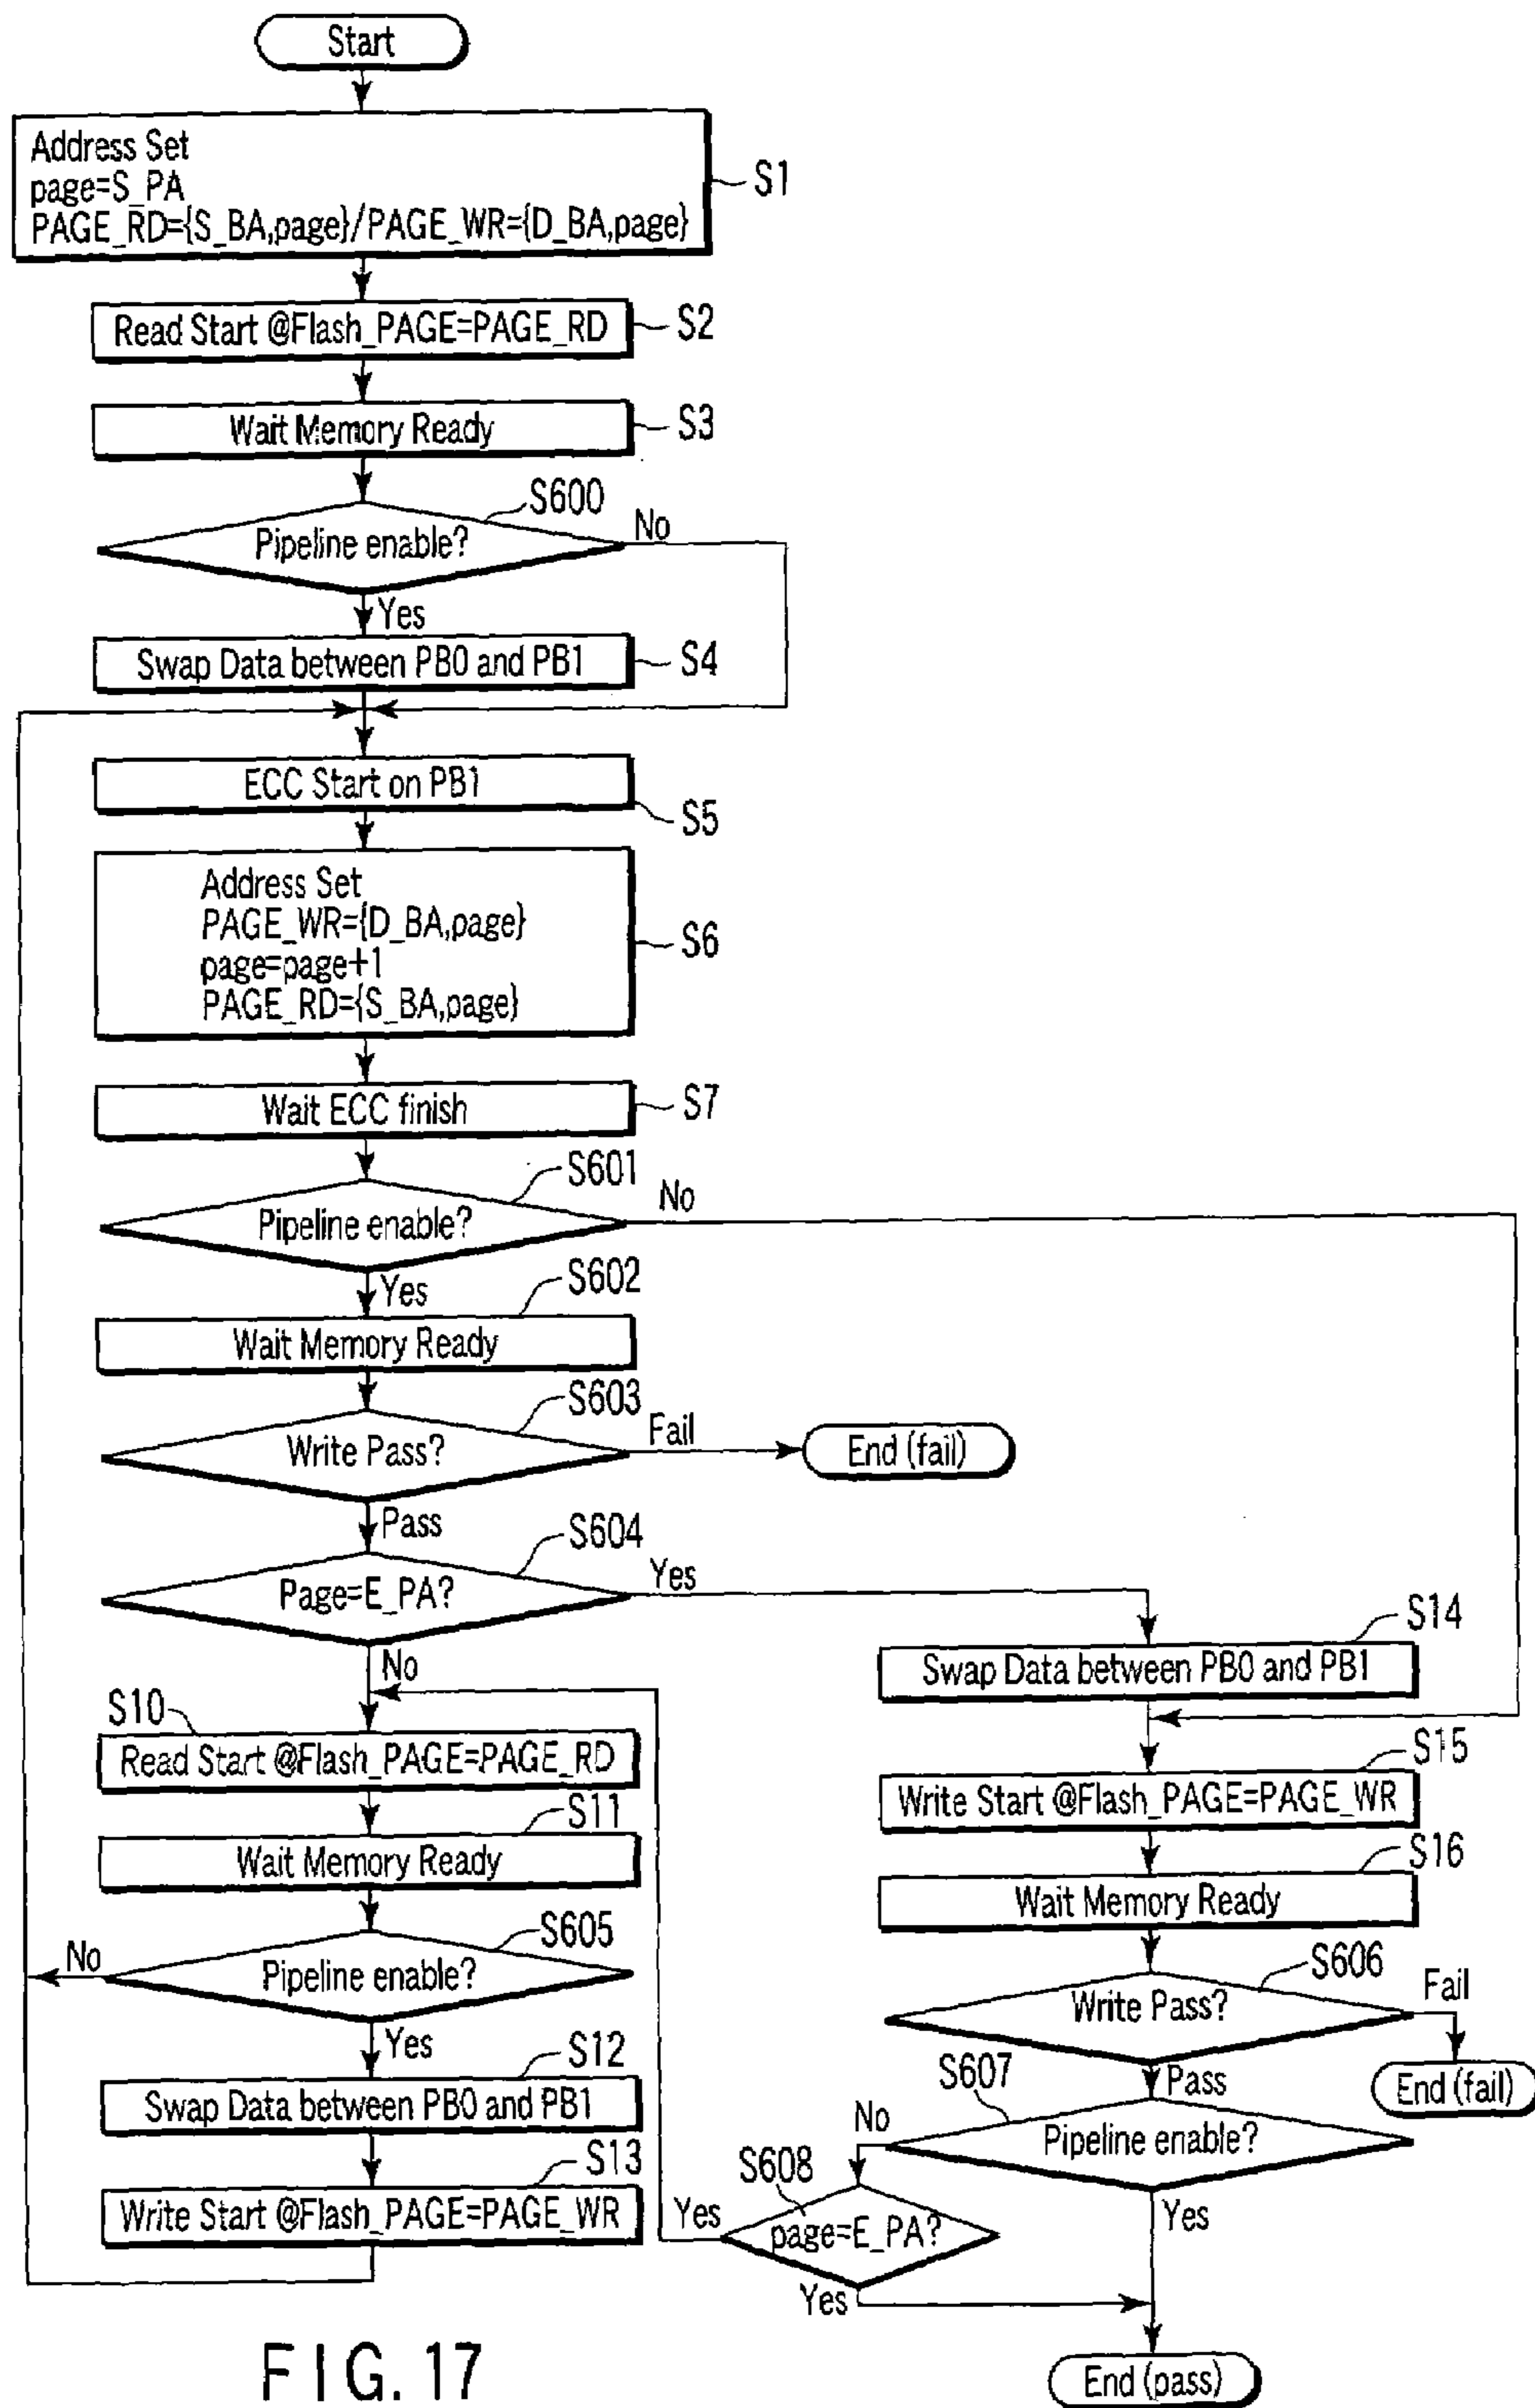 Start
Address Set
page=S_PA
PAGE_RD={S_BA,page}/PAGE_WR={D_BA,page}
S1
Read Start @Flash_PAGE=PAGE_RD
S2
Wait Memory Ready
S3
S600
Pipeline enable?
No
Yes
Swap Data between PB0 and PB1
S4
ECC Start on PB1
S5
Address Set
PAGE_WR={D_BA,page}
page=page+1
PAGE_RD={S_BA,page}
S6
Wait ECC finish
S7
S601
Pipeline enable?
No
Yes
S602
Wait Memory Ready
S603
Write Pass?
Fail
End (fail)
Pass
S604
Page=E_PA?
Yes
No
S14
Swap Data between PB0 and PB1
S10
Read Start @Flash_PAGE=PAGE_RD
S15
Write Start @Flash_PAGE=PAGE_WR
S11
Wait Memory Ready
S16
Wait Memory Ready
S605
Pipeline enable?
No
Yes
S606
Write Pass?
Fail
End (fail)
Pass
S12
Swap Data between PB0 and PB1
S607
Pipeline enable?
No
Yes
S13
Write Start @Flash_PAGE=PAGE_WR
S608
page=E_PA?
Yes
Yes
End (pass)
FIG. 17